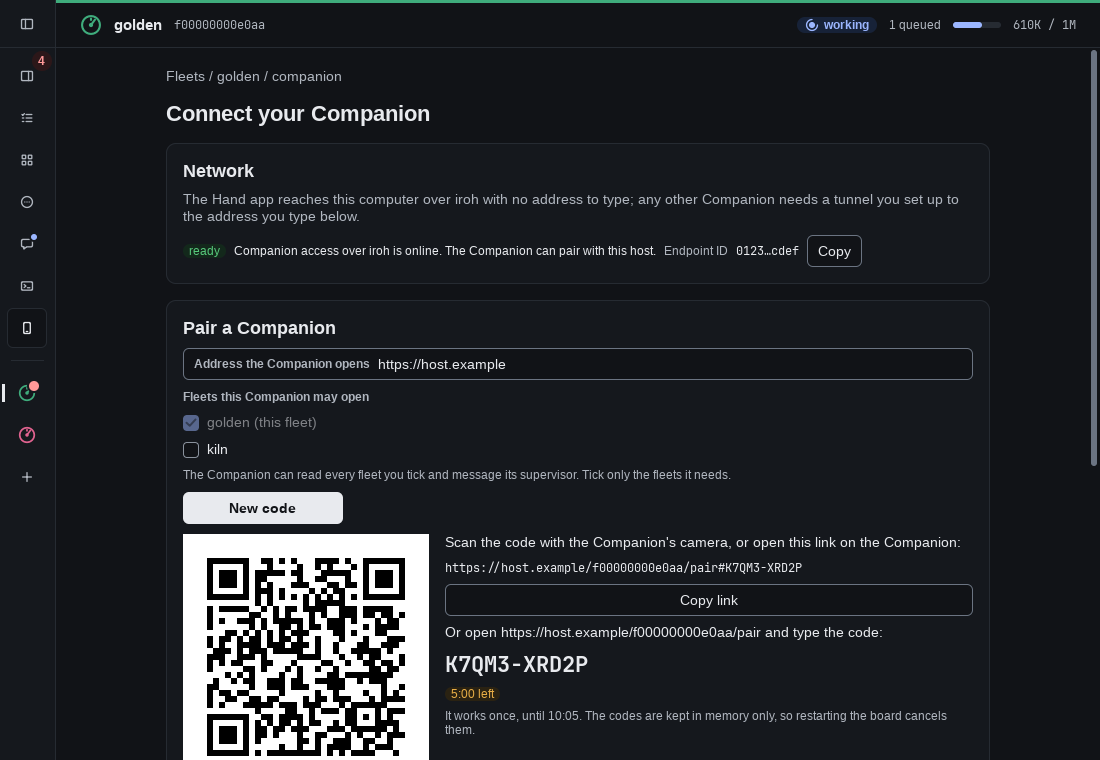 golden f00000000e0aa working 1 queued 610K / 1M
4
Fleets / golden / companion
Connect your Companion
Network
The Hand app reaches this computer over iroh with no address to type; any other Companion needs a tunnel you set up to
the address you type below.
ready Companion access over iroh is online. The Companion can pair with this host. Endpoint ID 0123…cdef Copy
Pair a Companion
Address the Companion opens https://host.example
Fleets this Companion may open
golden (this fleet)
kiln
The Companion can read every fleet you tick and message its supervisor. Tick only the fleets it needs.
New code
Scan the code with the Companion's camera, or open this link on the Companion:
https://host.example/f00000000e0aa/pair#K7QM3-XRD2P
Copy link
Or open https://host.example/f00000000e0aa/pair and type the code:
K7QM3-XRD2P
5:00 left
It works once, until 10:05. The codes are kept in memory only, so restarting the board cancels
them.